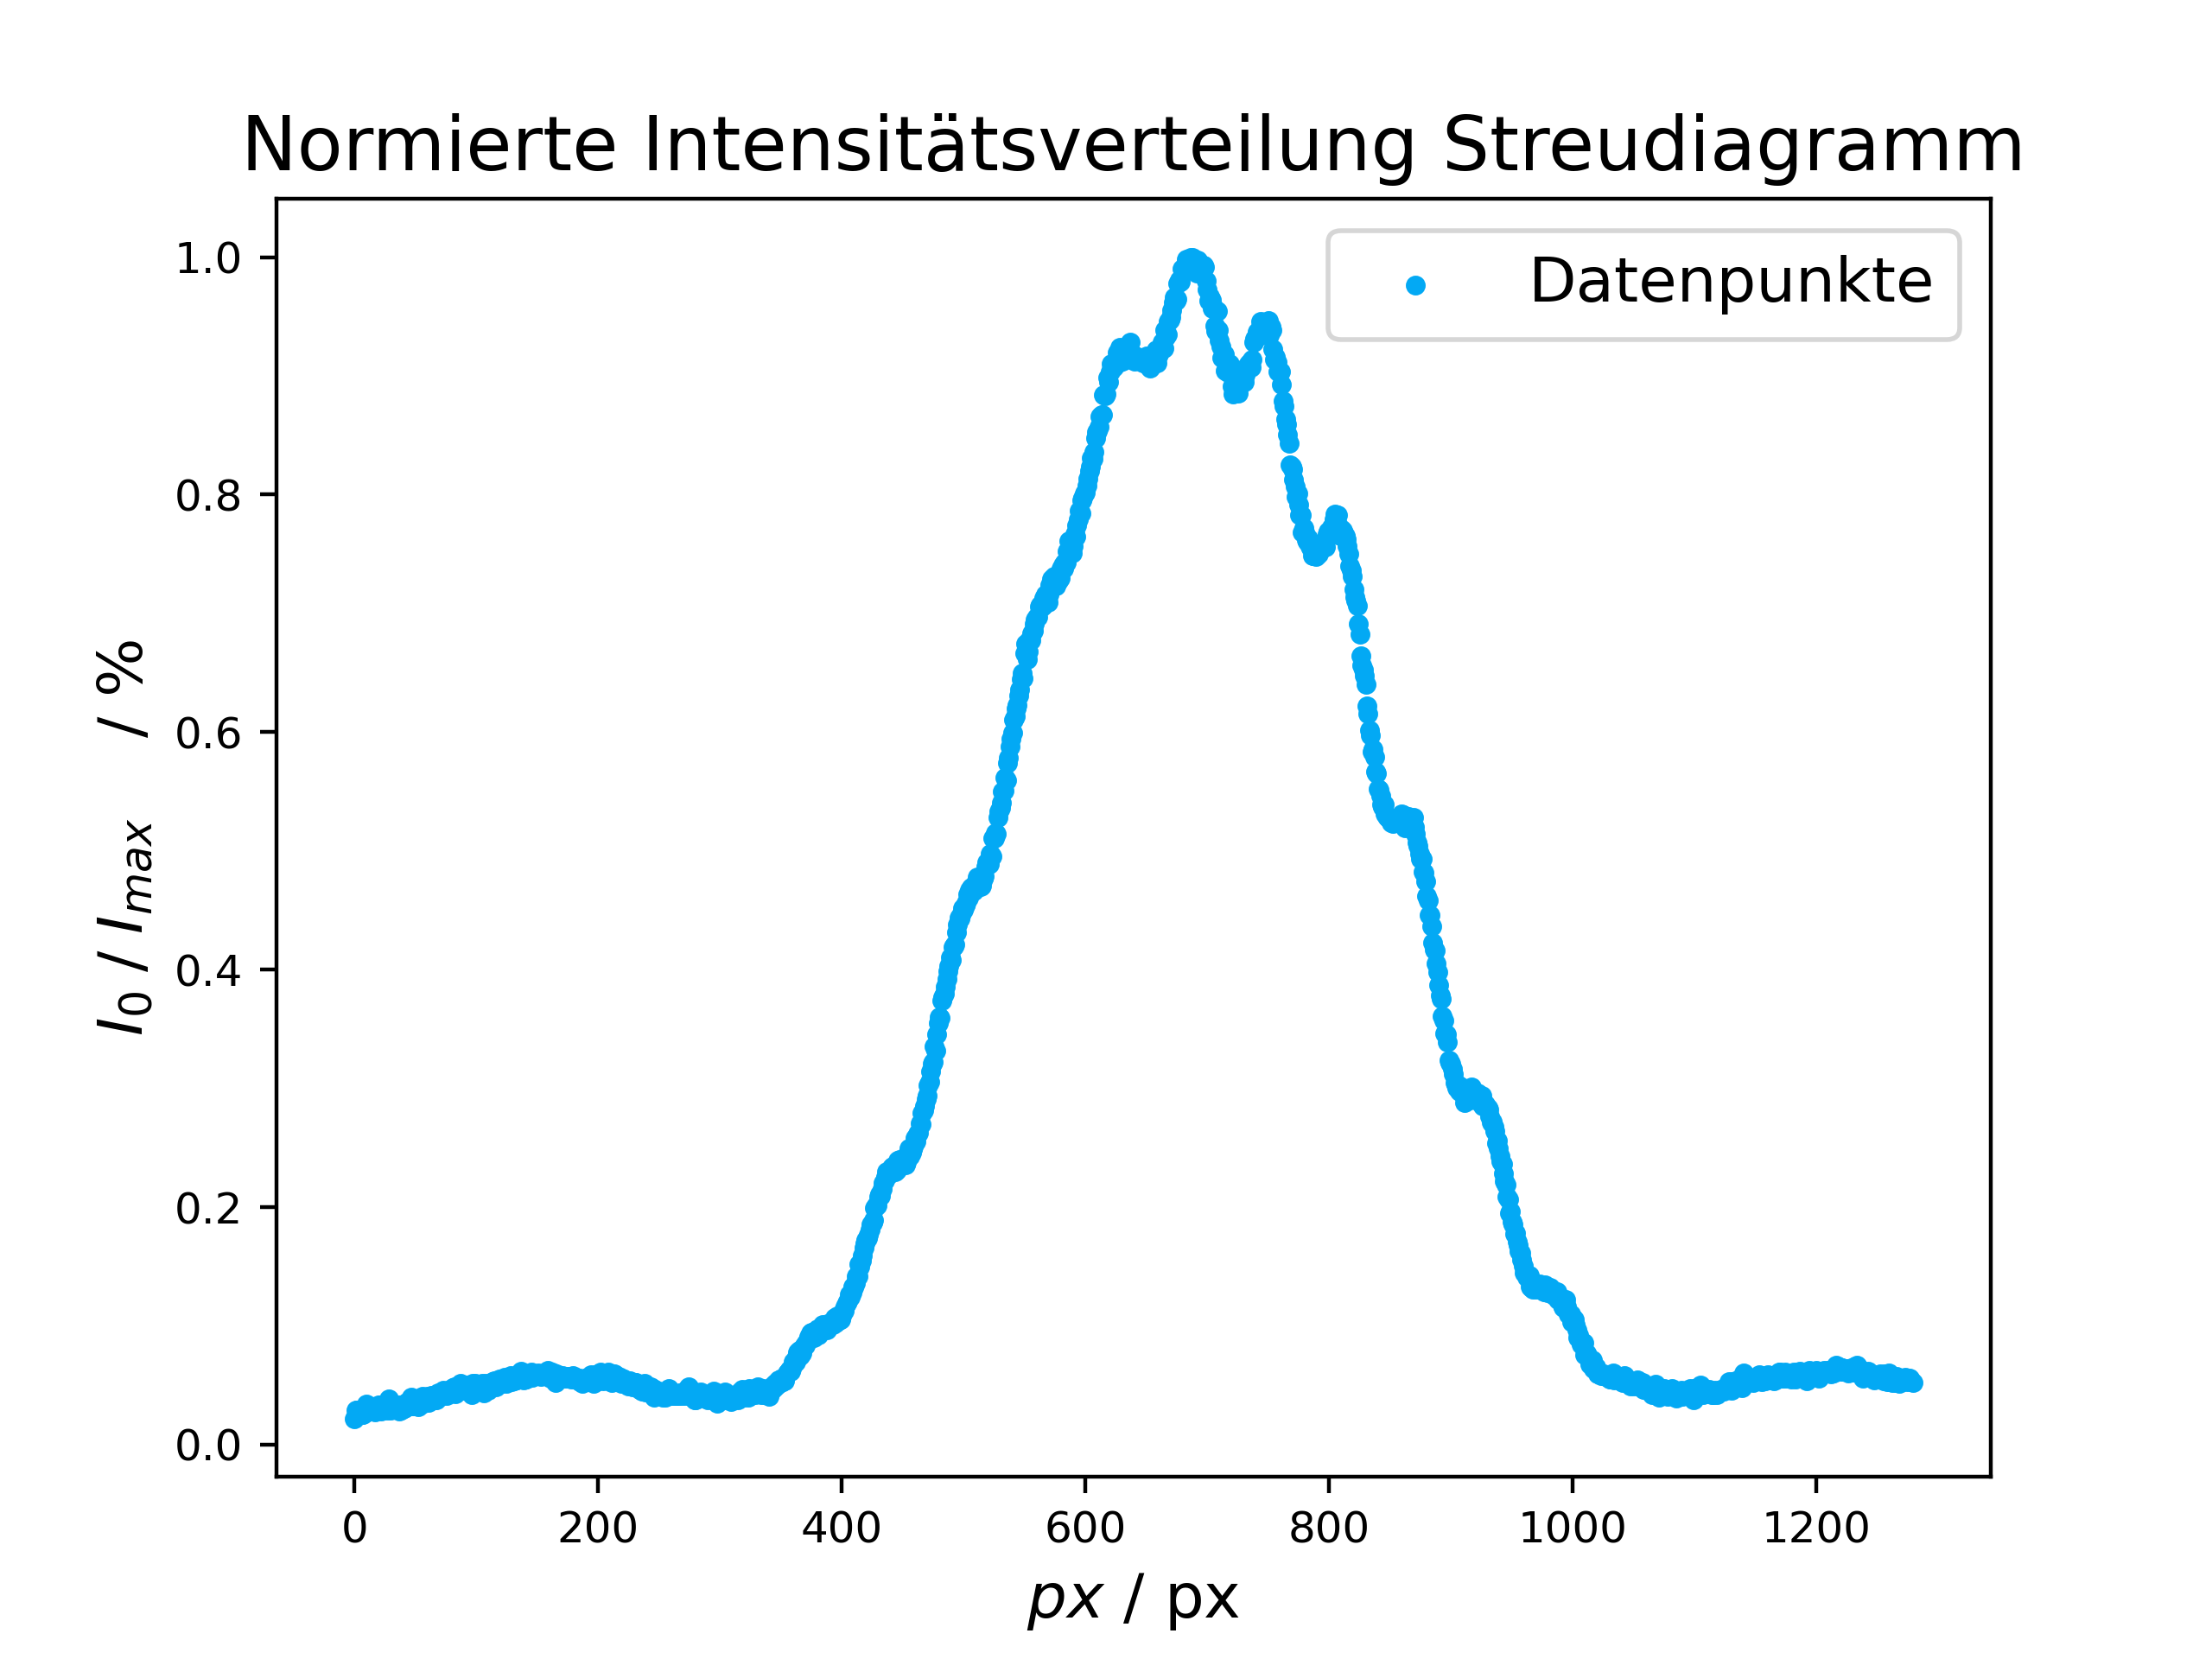 Normierte Intensitätsverteilung Streudiagramm
Datenpunkte
1.0
0.8
0.6
0.4
0.2
0.0
I0 / Imax / %
0 200 400 600 800 1000 1200
px / px